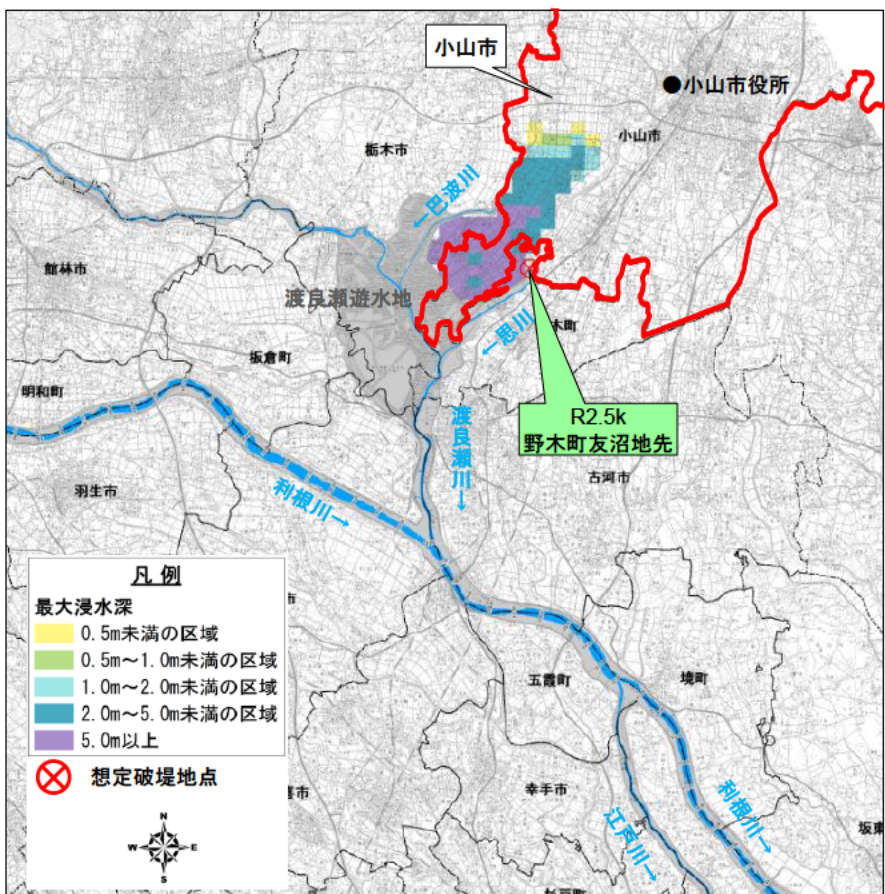 小山市
●小山市役所
小山市
栃木市
←巴波川
館林市
渡良瀬遊水地
←思川
木町
板倉町
明和町
R2.5k
野木町友沼地先
渡良瀬川→
古河市
羽生市
利根川→
凡 例
最大浸水深
0.5m未満の区域
0.5m～1.0m未満の区域
1.0m～2.0m未満の区域
2.0m～5.0m未満の区域
5.0m以上
想定破堤地点
市
五霞町
境町
喜市
幸手市
江戸川→
利根川→
坂東
N
W
E
S